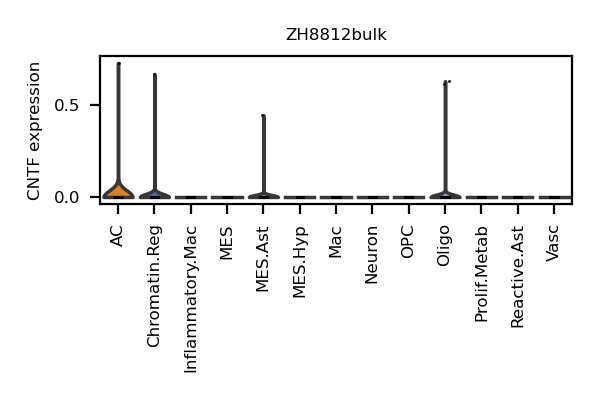 ZH8812bulk
CNTF expression
0.5
0.0
AC
Chromatin.Reg
Inflammatory.Mac
MES
MES.Ast
MES.Hyp
Mac
Neuron
OPC
Oligo
Prolif.Metab
Reactive.Ast
Vasc